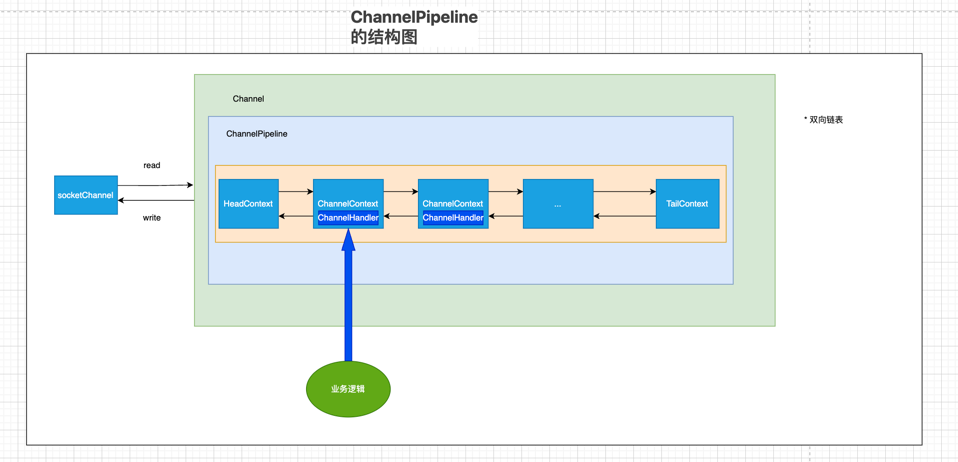 ChannelPipeline
的结构图
Channel
* 双向链表
ChannelPipeline
read
socketChannel
write
HeadContext
ChannelContext
ChannelHandler
ChannelContext
ChannelHandler
...
TailContext
业务逻辑